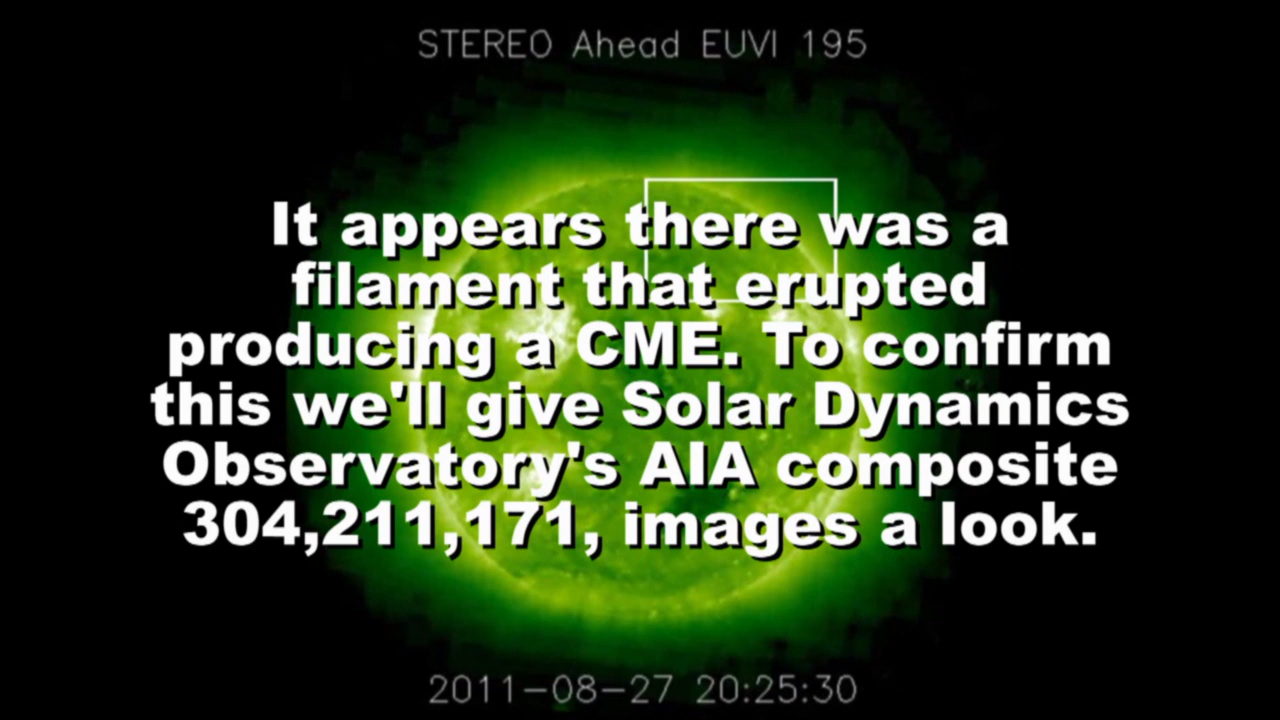 STEREO Ahead EUVI 195
It appears there was a
filament that erupted
producing a CME. To confirm
this we'll give Solar Dynamics
Observatory's AIA composite
304,211,171, images a look.
2011-08-27 20:25:30